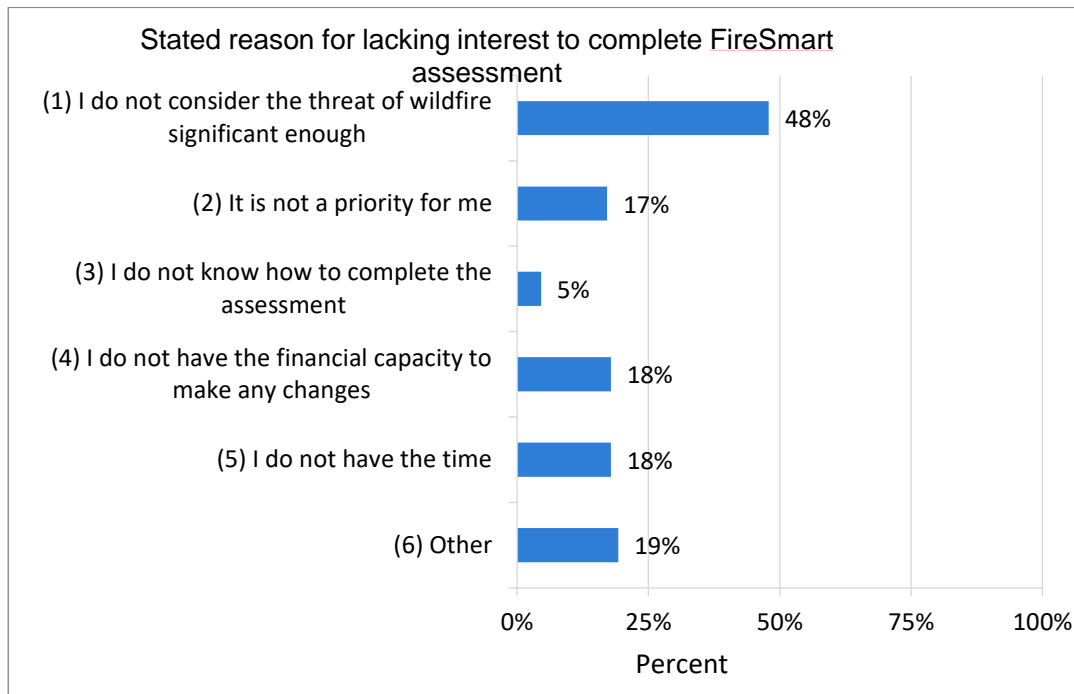 Stated reason for lacking interest to complete FireSmart
assessment
(1) I do not consider the threat of wildfire
significant enough
48%
(2) It is not a priority for me
17%
(3) I do not know how to complete the
assessment
5%
(4) I do not have the financial capacity to
make any changes
18%
(5) I do not have the time
18%
(6) Other
19%
0%
25%
50%
75%
100%
Percent